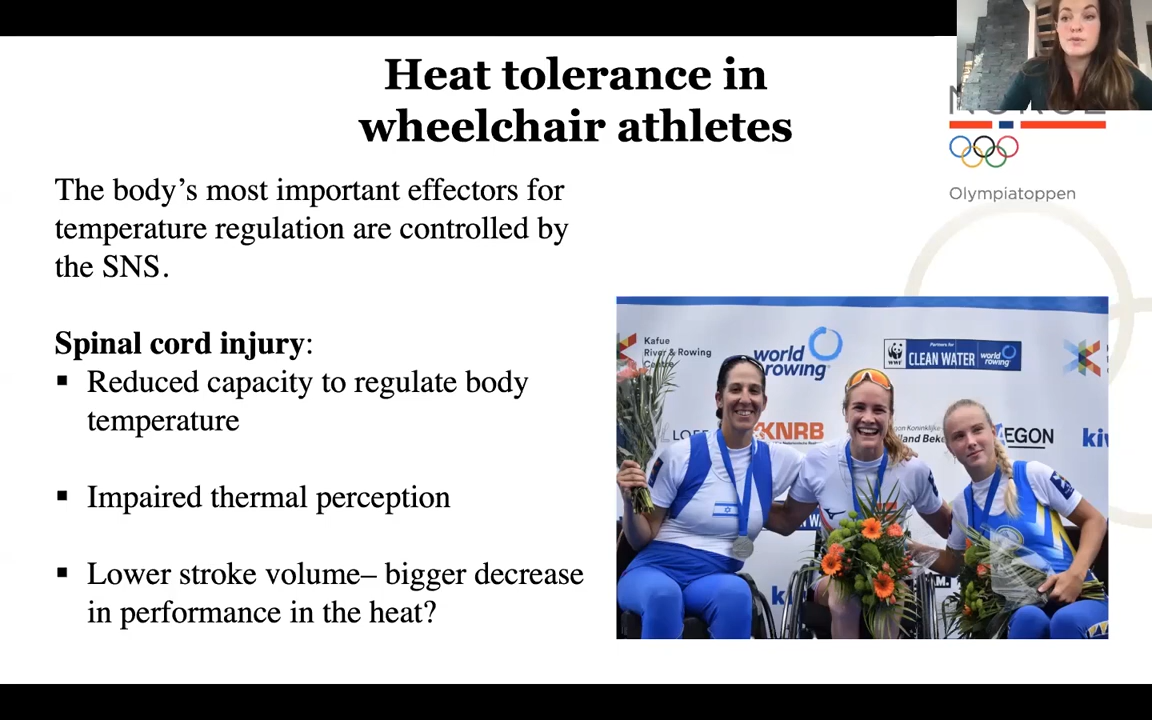 Heat tolerance in
wheelchair athletes
Olympiatoppen
The body’s most important effectors for
temperature regulation are controlled by
the SNS.
Spinal cord injury:
▪ Reduced capacity to regulate body
temperature
▪ Impaired thermal perception
▪ Lower stroke volume– bigger decrease
in performance in the heat?
Kafue
River & Rowing
world
rowing
WWF
Partners for
CLEAN WATER
world
rowing
KNRB
AEGON